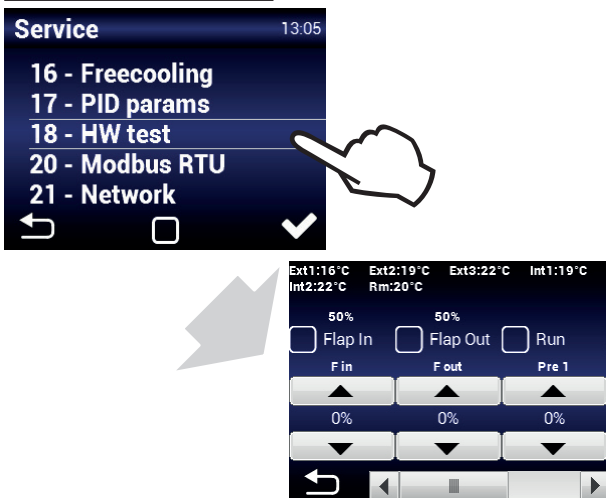 Service 13:05
16 - Freecooling
17 - PID params
18 - HW test
20 - Modbus RTU
21 - Network
Ext1:16°C Ext2:19°C Ext3:22°C Int1:19°C
Int2:22°C Rm:20°C
50% 50%
Flap In Flap Out Run
F in F out Pre 1
0% 0% 0%